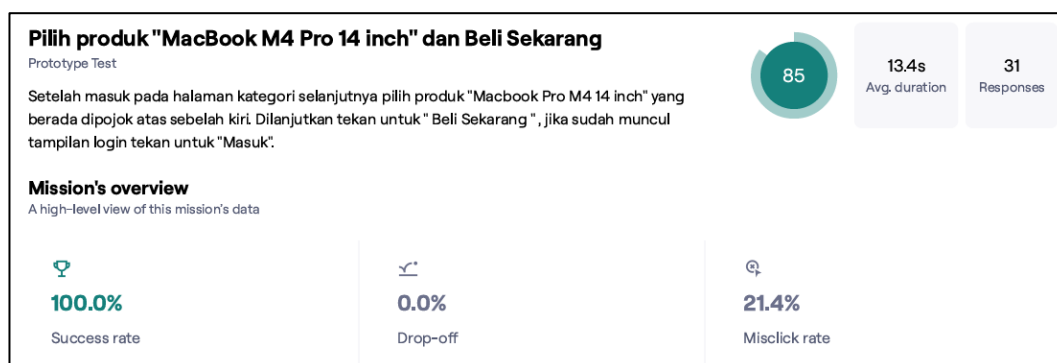 Pilih produk "MacBook M4 Pro 14 inch" dan Beli Sekarang
Prototype Test
Setelah masuk pada halaman kategori selanjutnya pilih produk "Macbook Pro M4 14 inch" yang
berada dipojok atas sebelah kiri. Dilanjutkan tekan untuk " Beli Sekarang " , jika sudah muncul
tampilan login tekan untuk "Masuk".
85
13.4s
Avg. duration
31
Responses
Mission's overview
A high-level view of this mission's data
100.0%
Success rate
0.0%
Drop-off
21.4%
Misclick rate